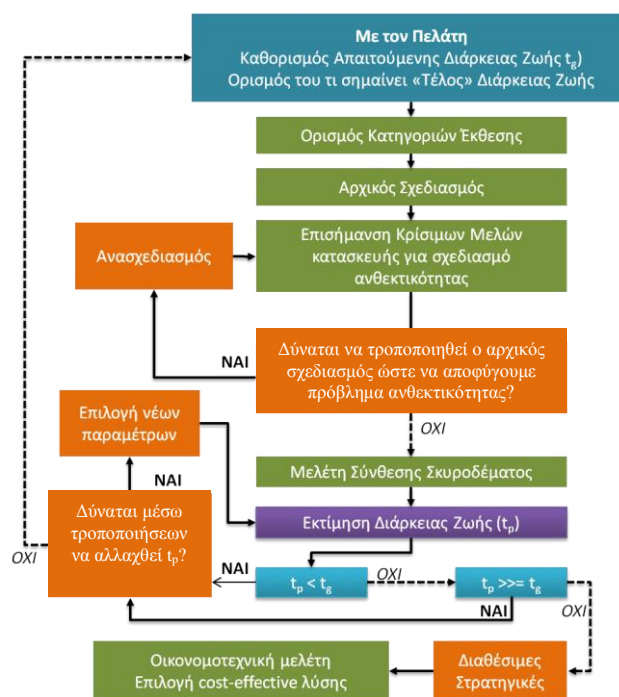 Με τον Πελάτη
Καθορισμός Απαιτούμενης Διάρκειας Ζωής tg)
Ορισμός του τι σημαίνει «Τέλος» Διάρκειας Ζωής
Ορισμός Κατηγοριών Έκθεσης
Αρχικός Σχεδιασμός
Ανασχεδιασμός
Επισήμανση Κρίσιμων Μελών
κατασκευής για σχεδιασμό
ανθεκτικότητας
ΝΑΙ
Δύναται να τροποποιηθεί ο αρχικός
σχεδιασμός ώστε να αποφύγουμε
πρόβλημα ανθεκτικότητας?
ΟΧΙ
Επιλογή νέων
παραμέτρων
ΝΑΙ
Μελέτη Σύνθεσης Σκυροδέματος
Δύναται μέσω
τροποποιήσεων
να αλλαχθεί tp?
ΟΧΙ
Εκτίμηση Διάρκειας Ζωής (tp)
ΝΑΙ
tp < tg
ΟΧΙ
tp >>= tg
ΝΑΙ
ΟΧΙ
Οικονομοτεχνική μελέτη
Επιλογή cost-effective λύσης
Διαθέσιμες
Στρατηγικές